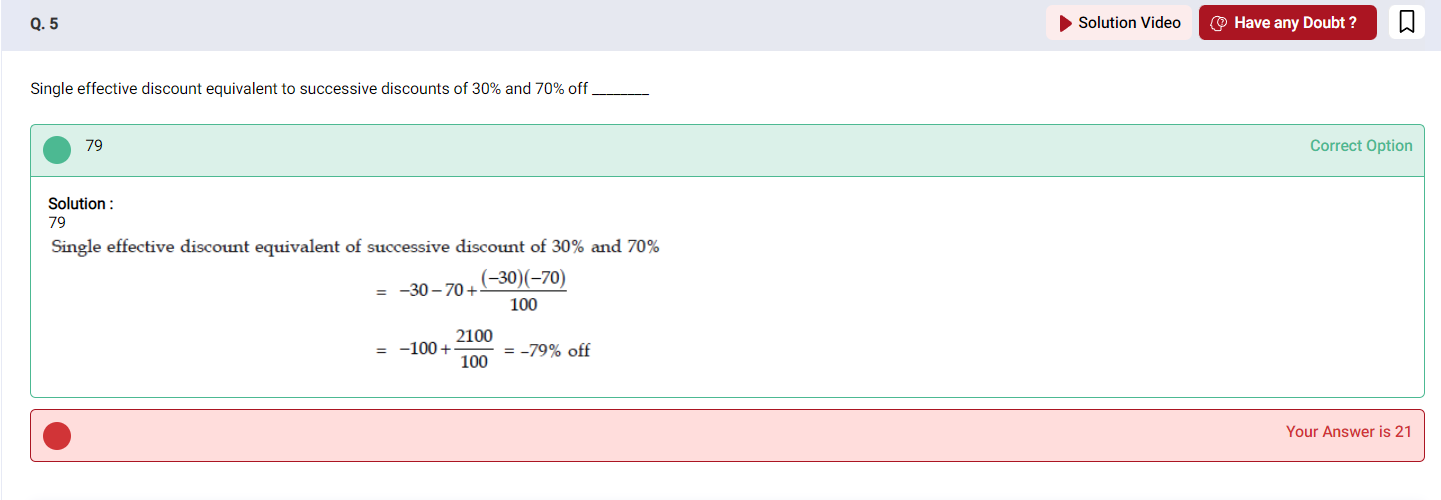 Q. 5
Solution Video
Have any Doubt ?
Single effective discount equivalent to successive discounts of 30% and 70% off ________
79
Correct Option
Solution :
79
Single effective discount equivalent of successive discount of 30% and 70%
= −30 − 70 + (−30)(−70)/100
= −100 + 2100/100 = −79% off
Your Answer is 21